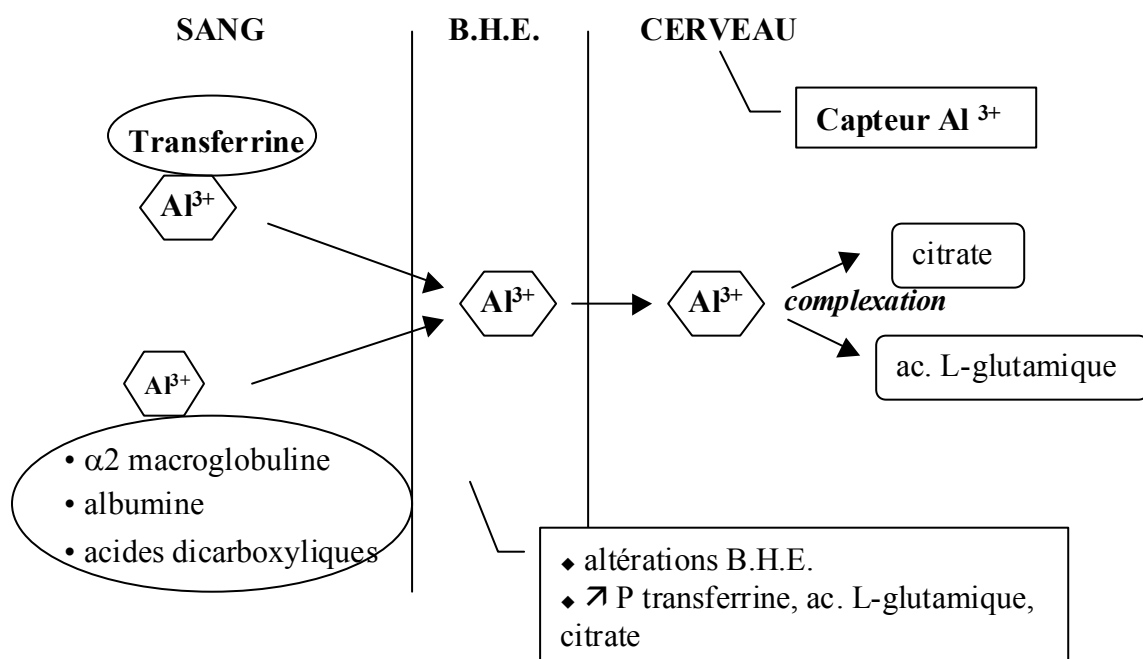 SANG
B.H.E.
CERVEAU
Capteur Al ³⁺
Transferrine
Al³⁺
citrate
Al³⁺
Al³⁺
complexation
ac. L-glutamique
Al³⁺
• α2 macroglobuline
• albumine
• acides dicarboxyliques
◆ altérations B.H.E.
◆ ↗ P transferrine, ac. L-glutamique,
citrate